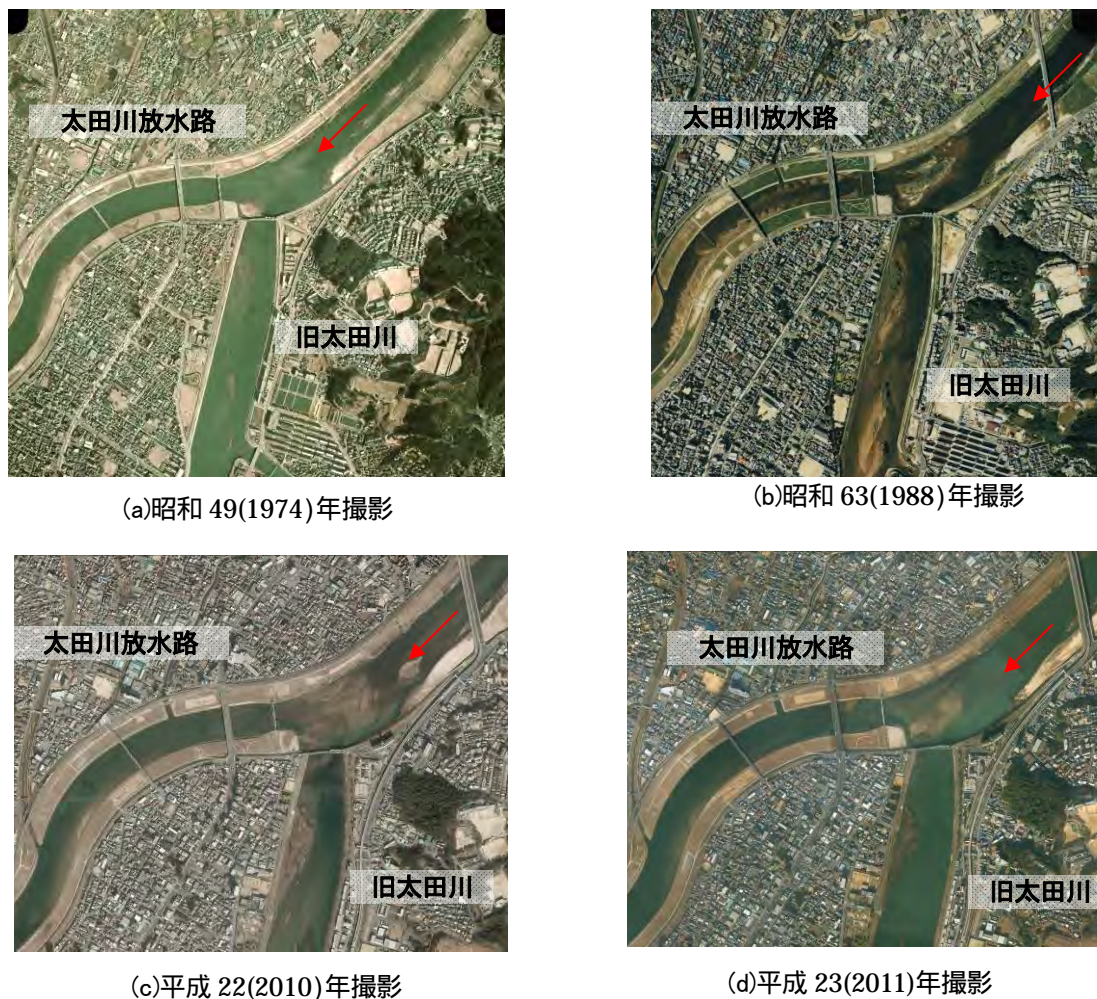 太田川放水路
旧太田川
(a)昭和 49(1974)年撮影
太田川放水路
旧太田川
(b)昭和 63(1988)年撮影
太田川放水路
旧太田川
(c)平成 22(2010)年撮影
太田川放水路
旧太田川
(d)平成 23(2011)年撮影